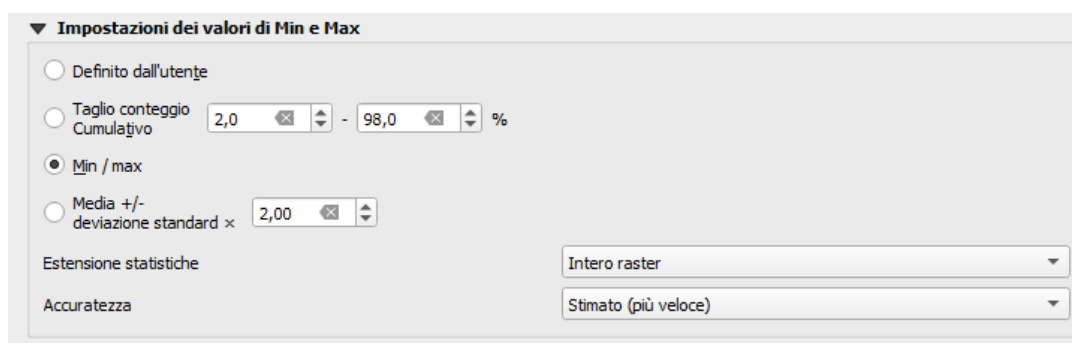 Impostazioni dei valori di Min e Max
Definito dall'utente
Taglio conteggio
Cumulativo
2,0 - 98,0 %
Min / max
Media +/-
deviazione standard × 2,00
Estensione statistiche Intero raster
Accuratezza Stimato (più veloce)